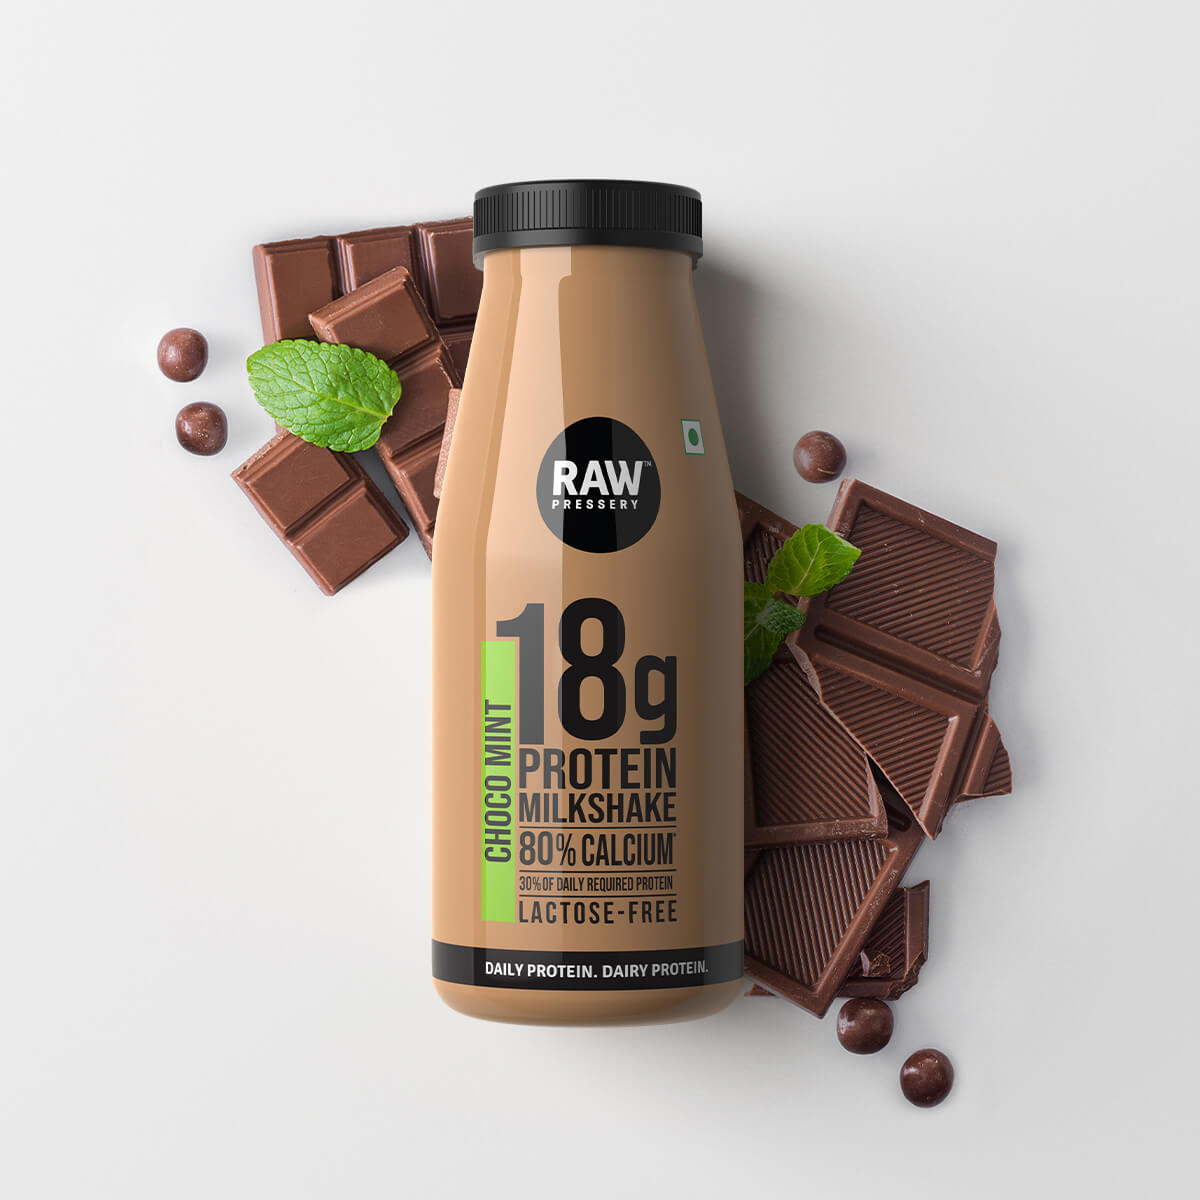 RAW™
PRESSERY
18g
CHOCO MINT
PROTEIN
MILKSHAKE
80% CALCIUM*
30% OF DAILY REQUIRED PROTEIN
LACTOSE-FREE
DAILY PROTEIN. DAIRY PROTEIN.